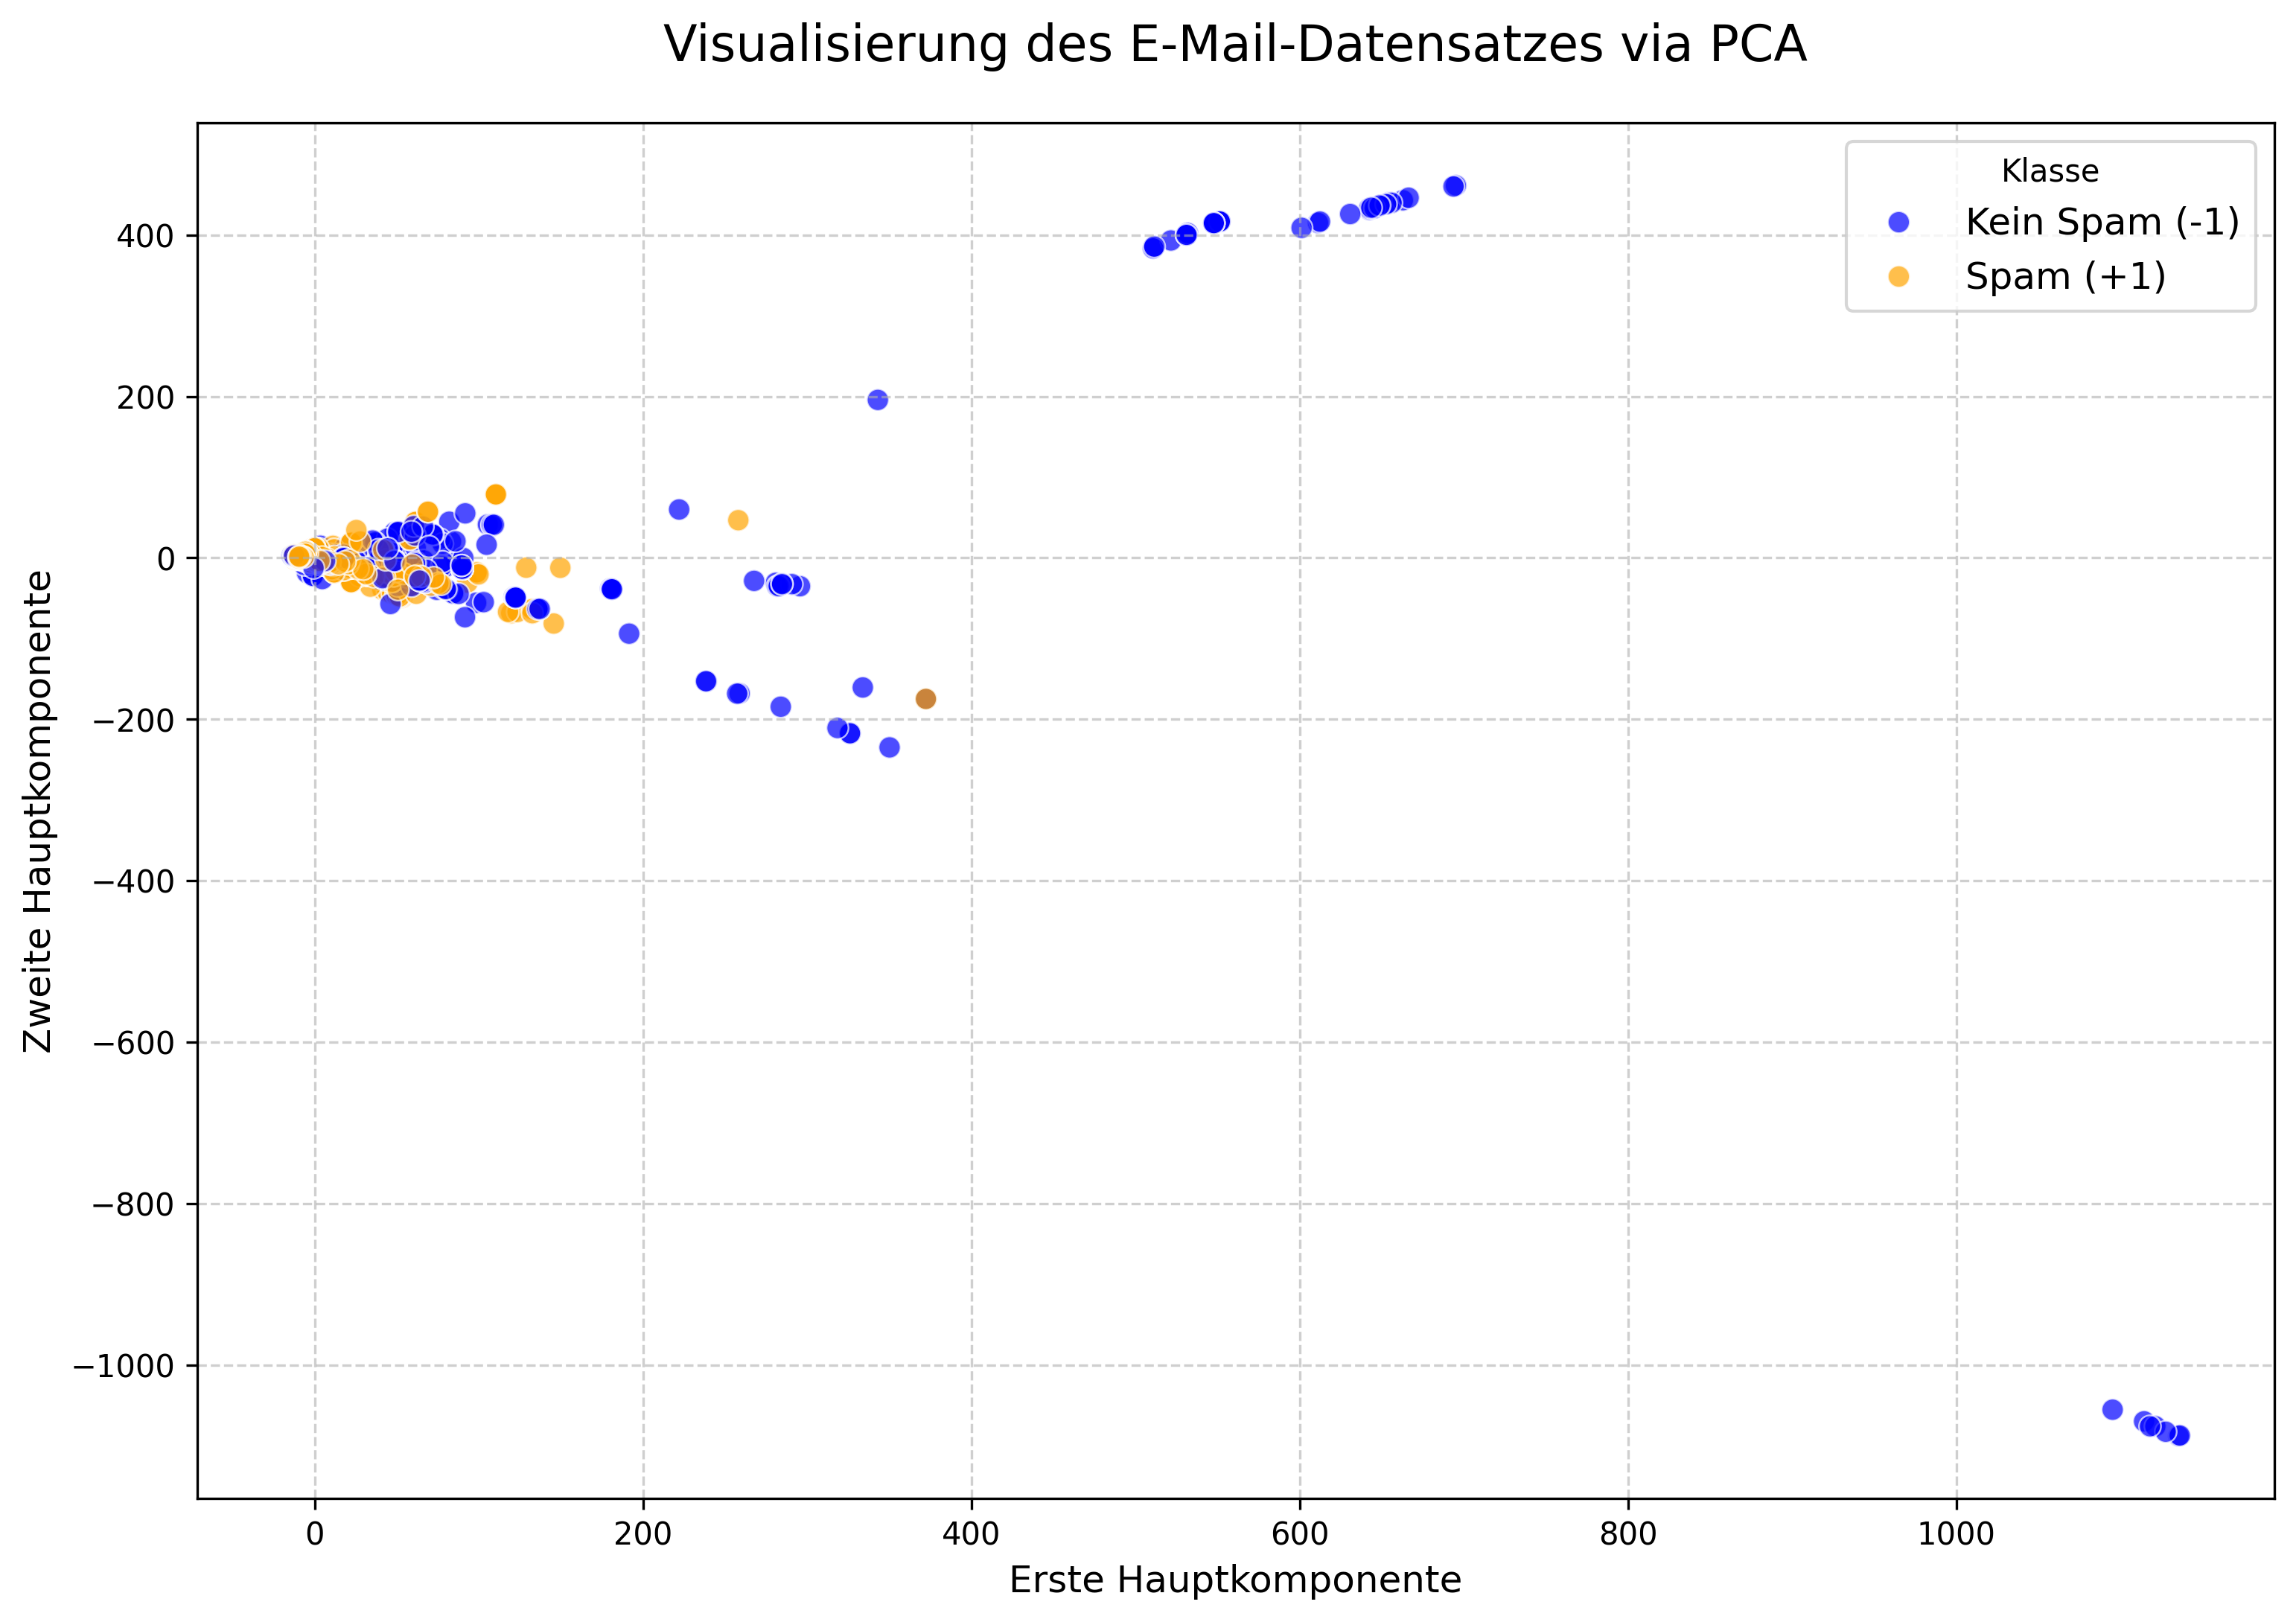 Visualisierung des E-Mail-Datensatzes via PCA
Klasse
Kein Spam (-1)
Spam (+1)
400
200
0
−200
−400
−600
−800
−1000
Zweite Hauptkomponente
0 200 400 600 800 1000
Erste Hauptkomponente